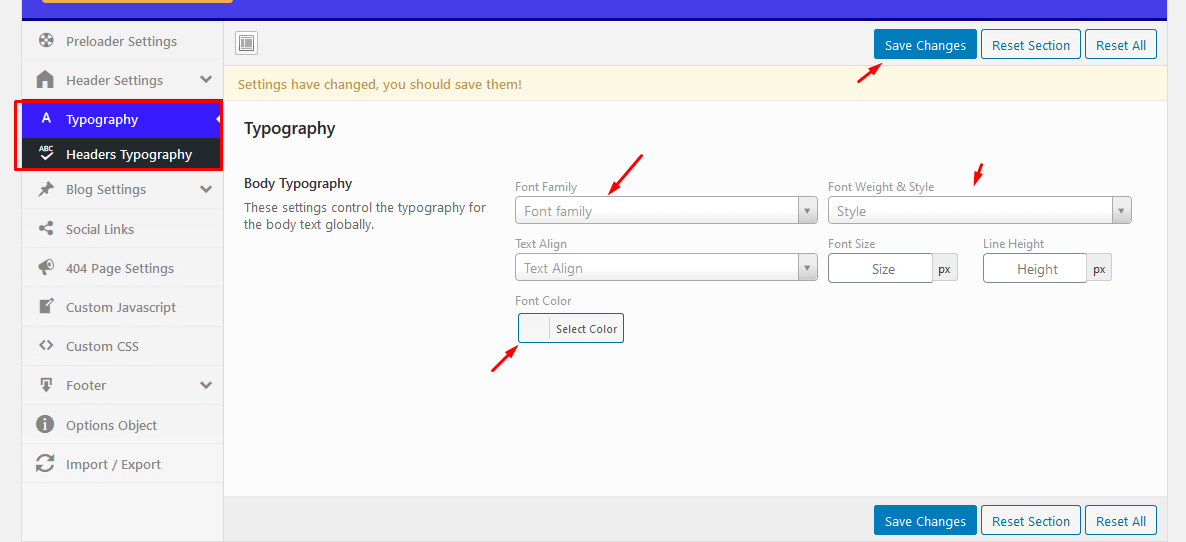 Preloader Settings
Header Settings
A Typography
ABC Headers Typography
Blog Settings
Social Links
404 Page Settings
Custom Javascript
Custom CSS
Footer
Options Object
Import / Export
Save Changes Reset Section Reset All
Settings have changed, you should save them!
Typography
Body Typography
These settings control the typography for
the body text globally.
Font Family
Font family
Font Weight & Style
Style
Text Align
Text Align
Font Size
Size px
Line Height
Height px
Font Color
Select Color
Save Changes Reset Section Reset All